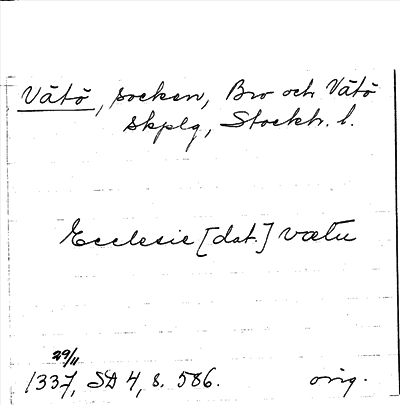 Vätö, socken, Bro och Vätö
skplg, Stockh. l.
Ecclesie [dat.] vætu
29/11
1337, SD 4, s. 586. orig.